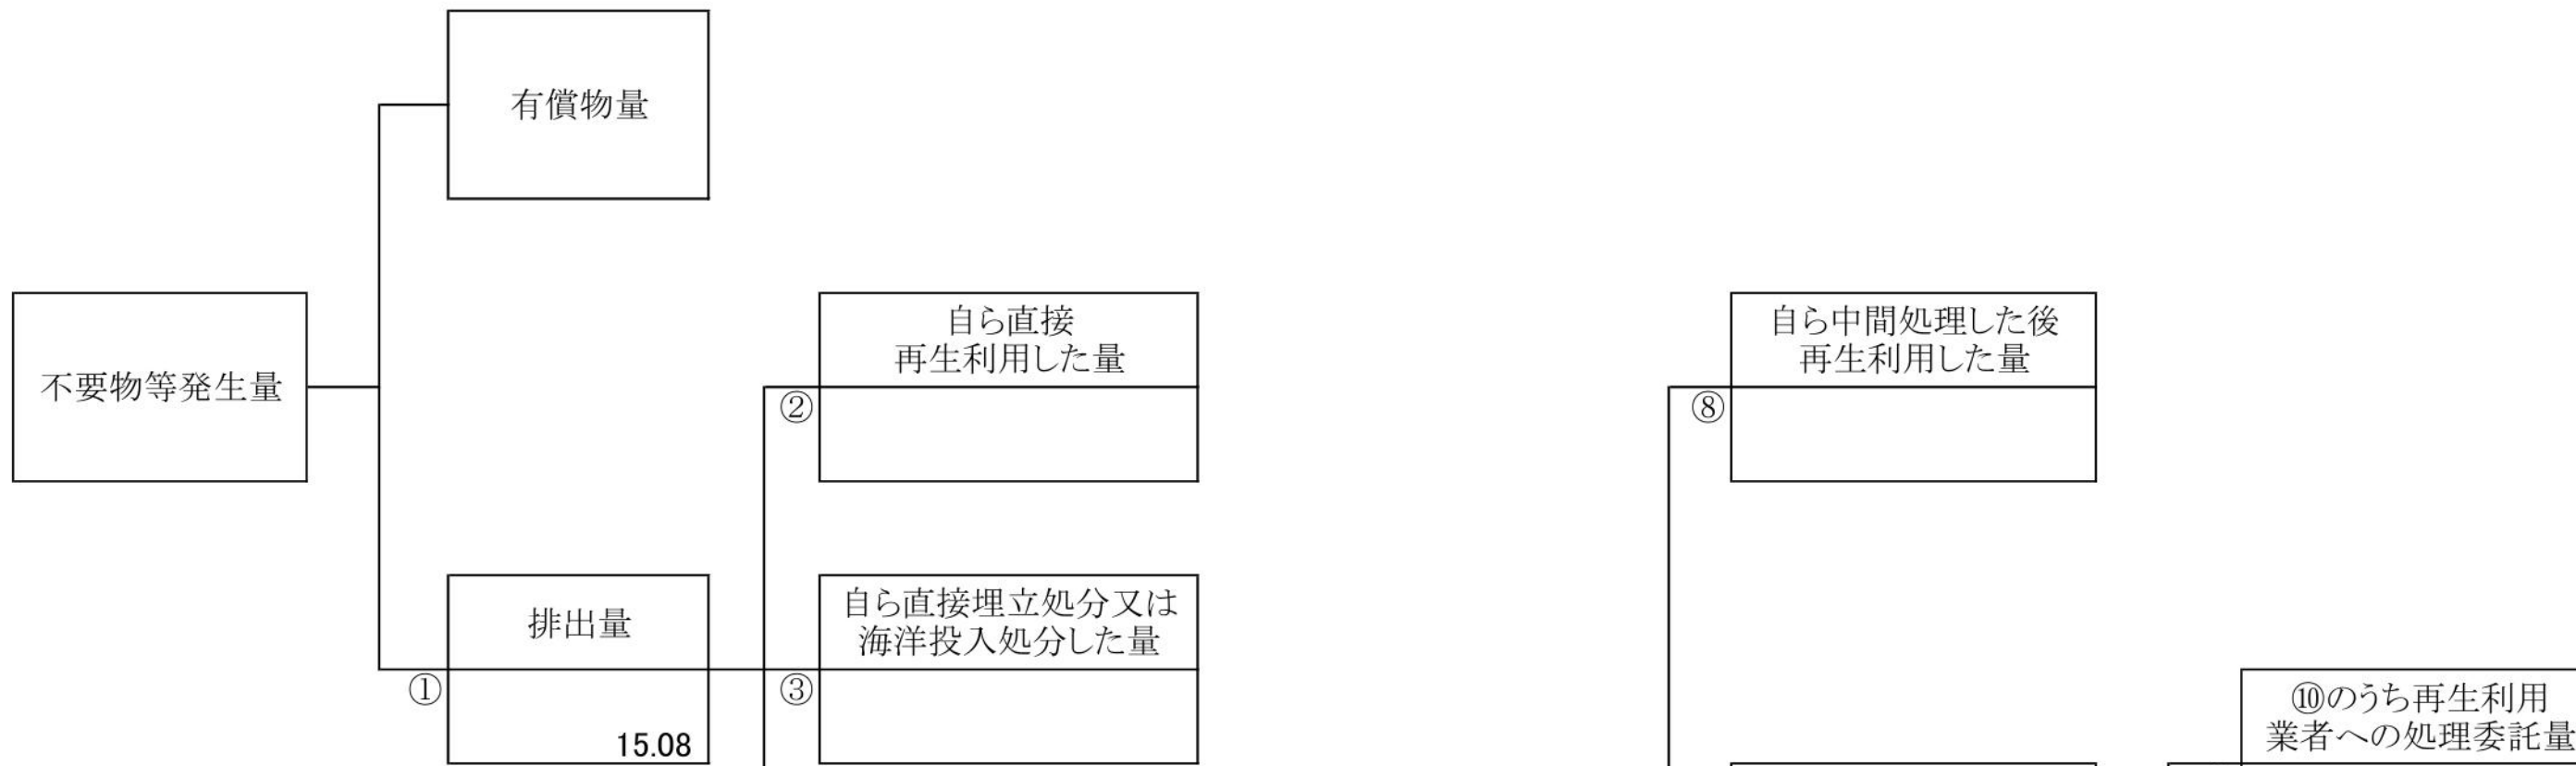 有償物量
不要物等発生量
自ら直接
再生利用した量
②
自ら中間処理した後
再生利用した量
⑧
排出量
①
15.08
自ら直接埋立処分又は
海洋投入処分した量
③
⑩のうち再生利用
業者への処理委託量